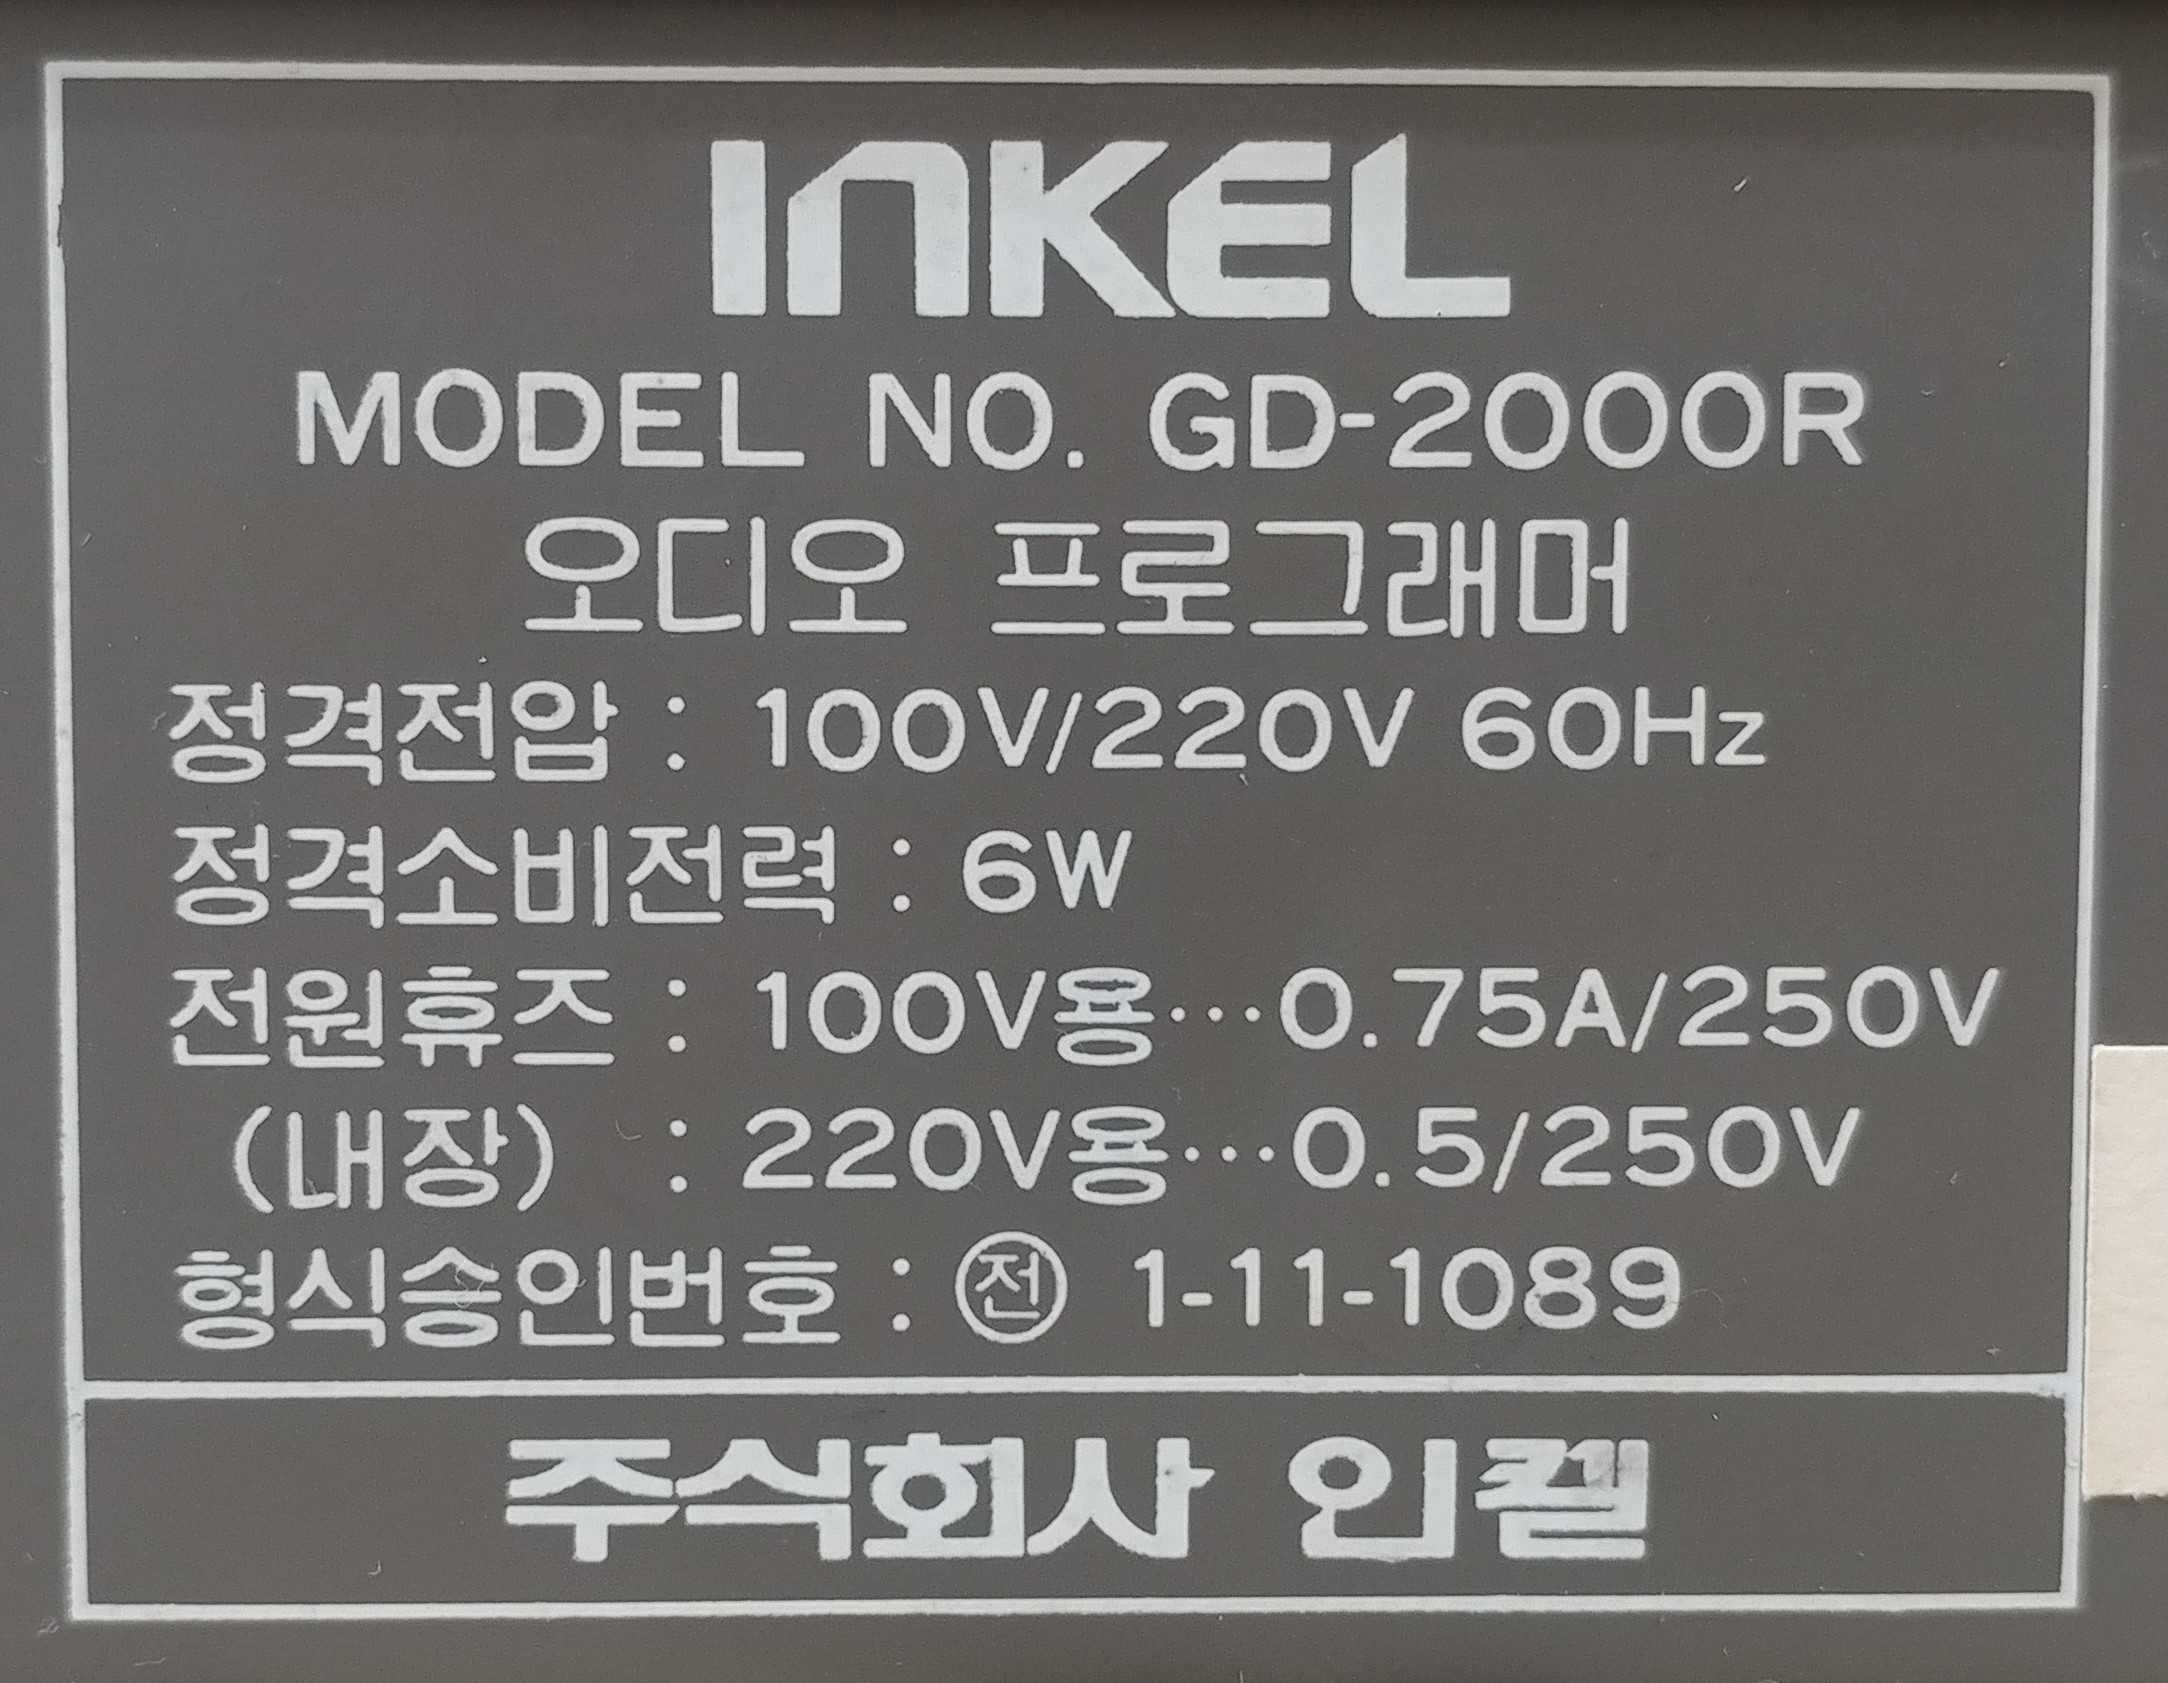 INKEL
MODEL NO. GD-2000R
오디오 프로그래머
정격전압 : 100V/220V 60Hz
정격소비전력 : 6W
전원휴즈 : 100V용…0.75A/250V
(내장) : 220V용…0.5/250V
형식승인번호 : ㉠전 1-11-1089
주식회사 인켈